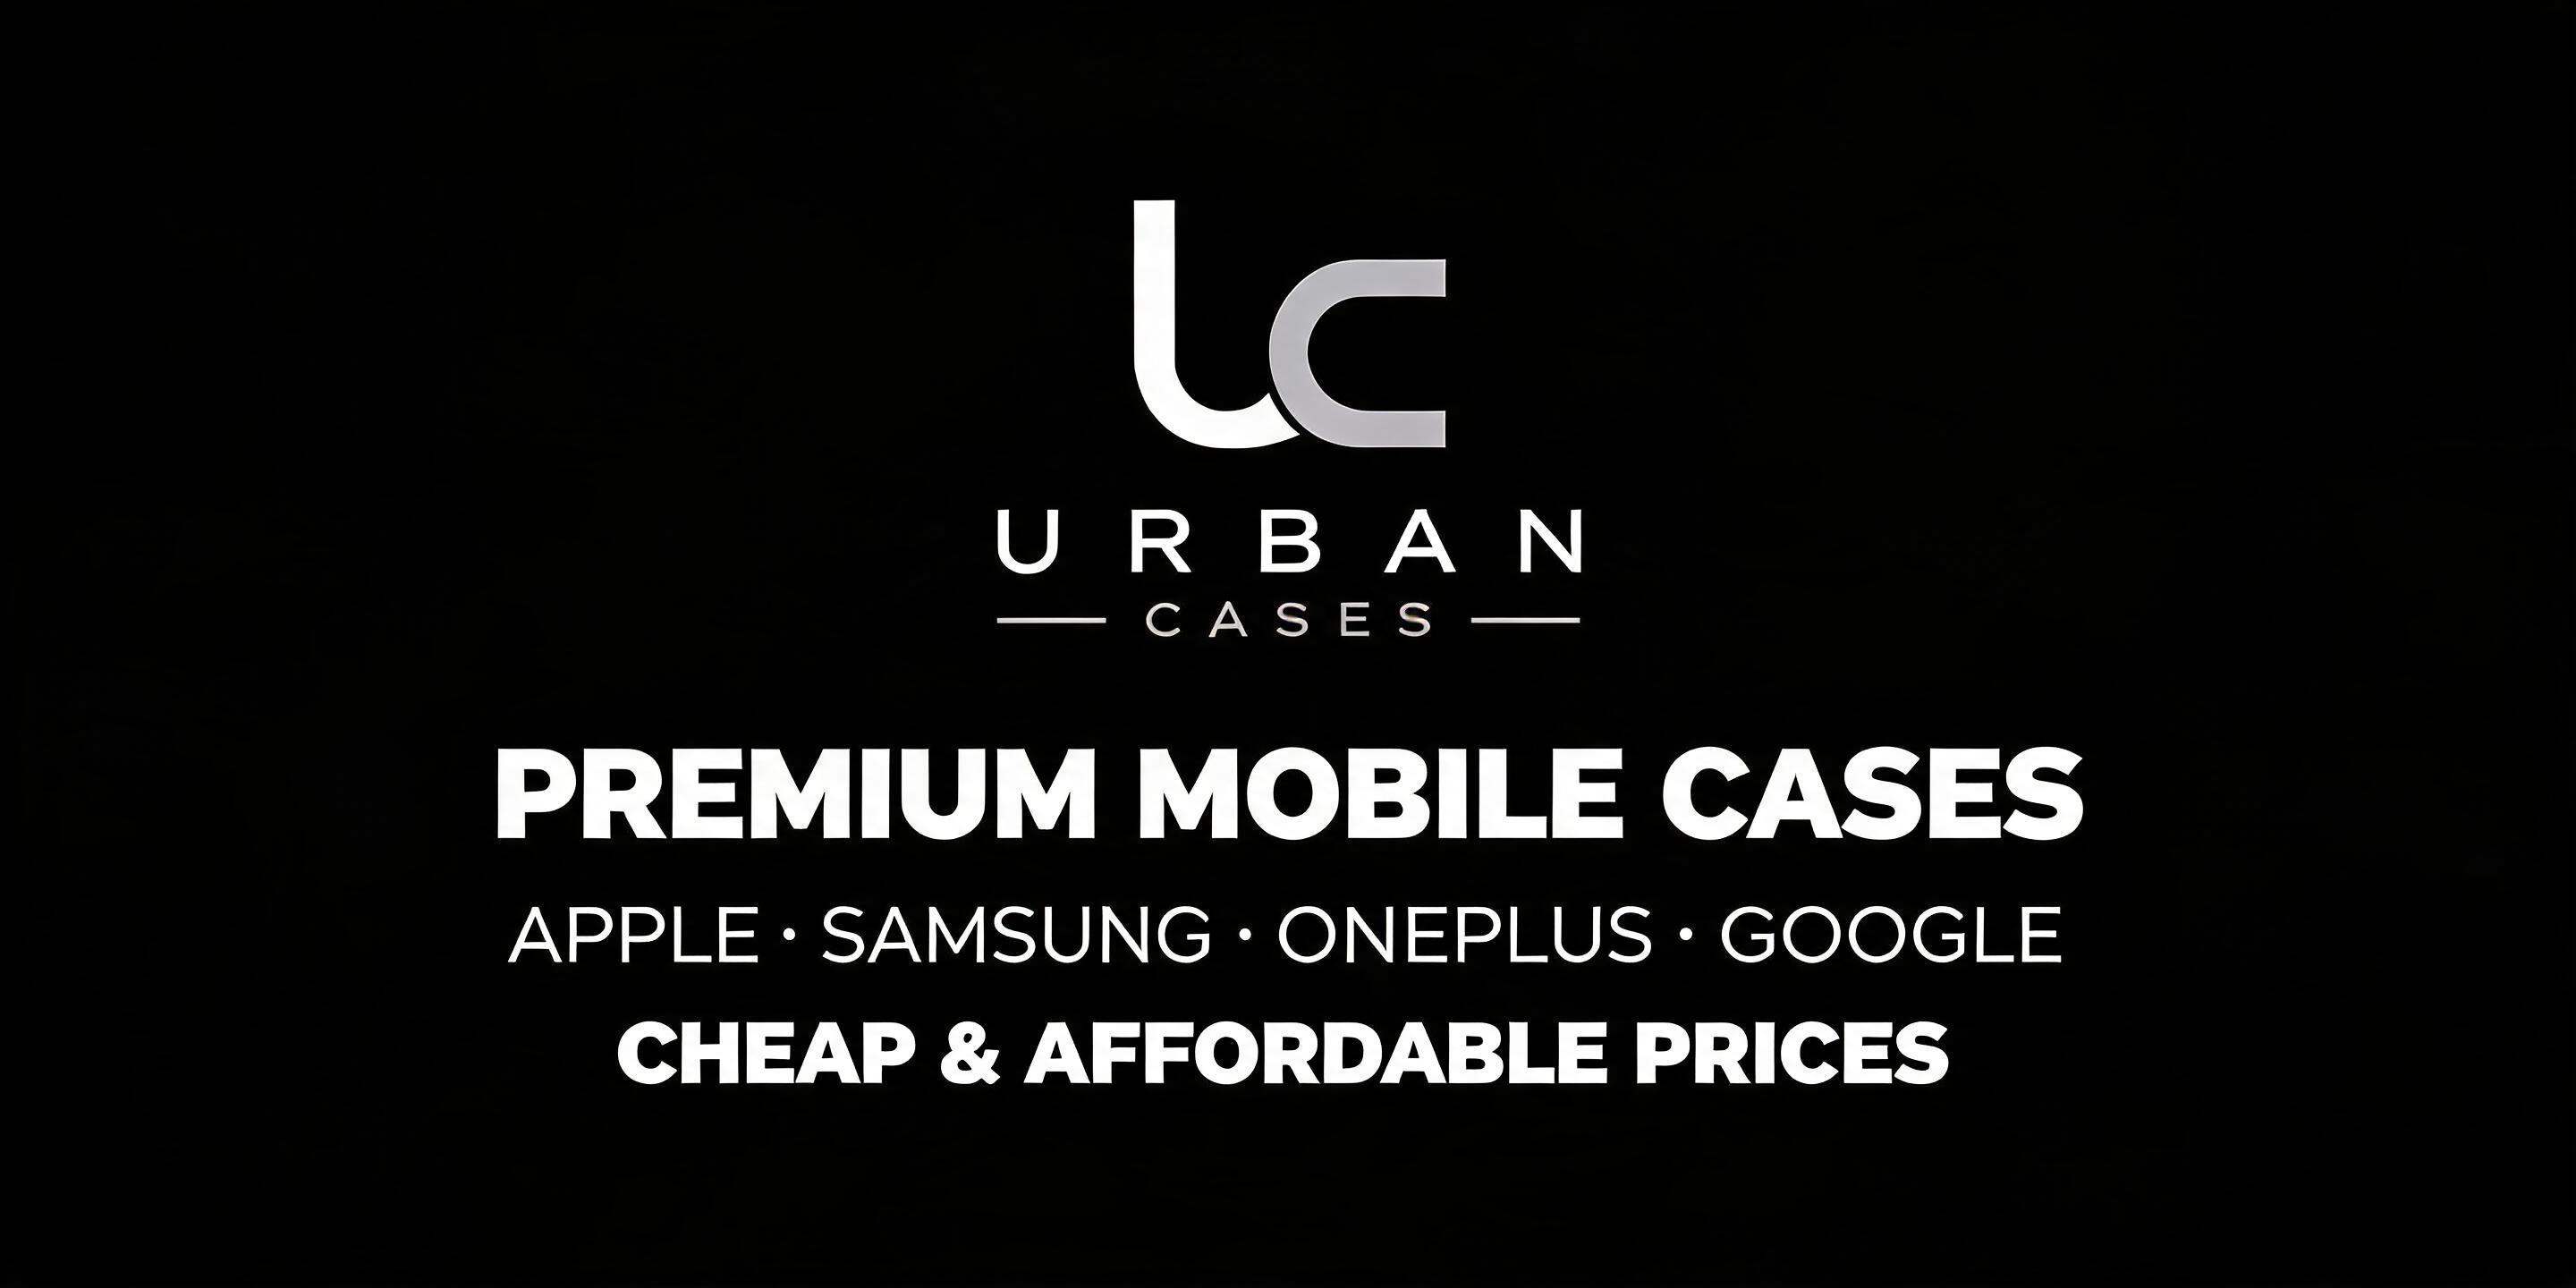 UC
URBAN
CASES
PREMIUM MOBILE CASES
APPLE • SAMSUNG • ONEPLUS • GOOGLE
CHEAP & AFFORDABLE PRICES